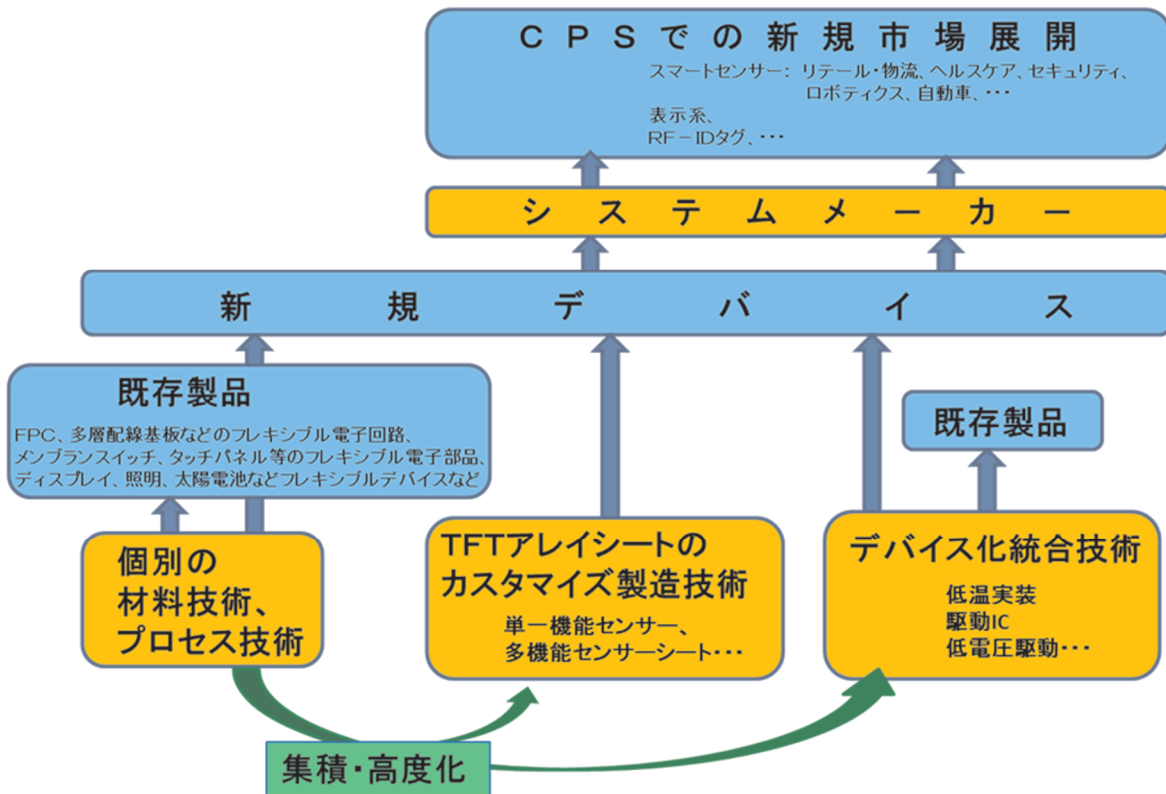 CPSでの新規市場展開
スマートセンサー: リテール・物流、ヘルスケア、セキュリティ、
ロボティクス、自動車、・・・
表示系、
RF－IDタグ、・・・
システムメーカー
新規デバイス
既存製品
FPC、多層配線基板などのフレキシブル電子回路、
メンブランスイッチ、タッチパネル等のフレキシブル電子部品、
ディスプレイ、照明、太陽電池などフレキシブルデバイスなど
既存製品
個別の
材料技術、
プロセス技術
TFTアレイシートの
カスタマイズ製造技術
単一機能センサー、
多機能センサーシート・・・
デバイス化統合技術
低温実装
駆動IC
低電圧駆動・・・
集積・高度化